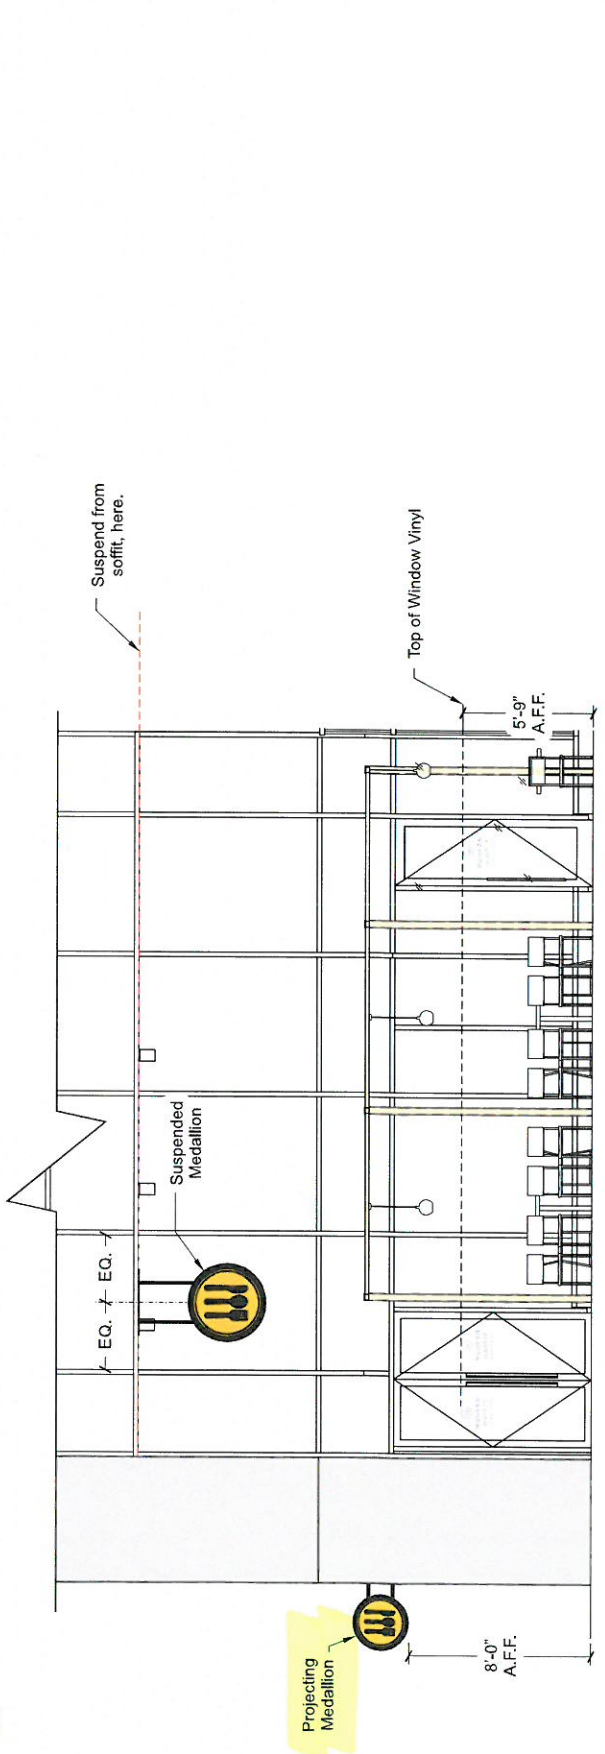 Projecting
Medallion
8'-0"
A.F.F.
EQ.
EQ.
Suspended
Medallion
Suspend from
soffit, here.
Top of Window Vinyl
5'-9"
A.F.F.